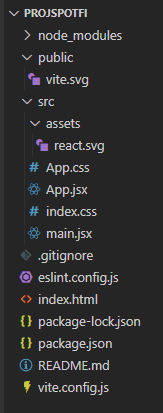 PROJSPOTFI
node_modules
public
vite.svg
src
assets
react.svg
App.css
App.jsx
index.css
main.jsx
.gitignore
eslint.config.js
index.html
package-lock.json
package.json
README.md
vite.config.js